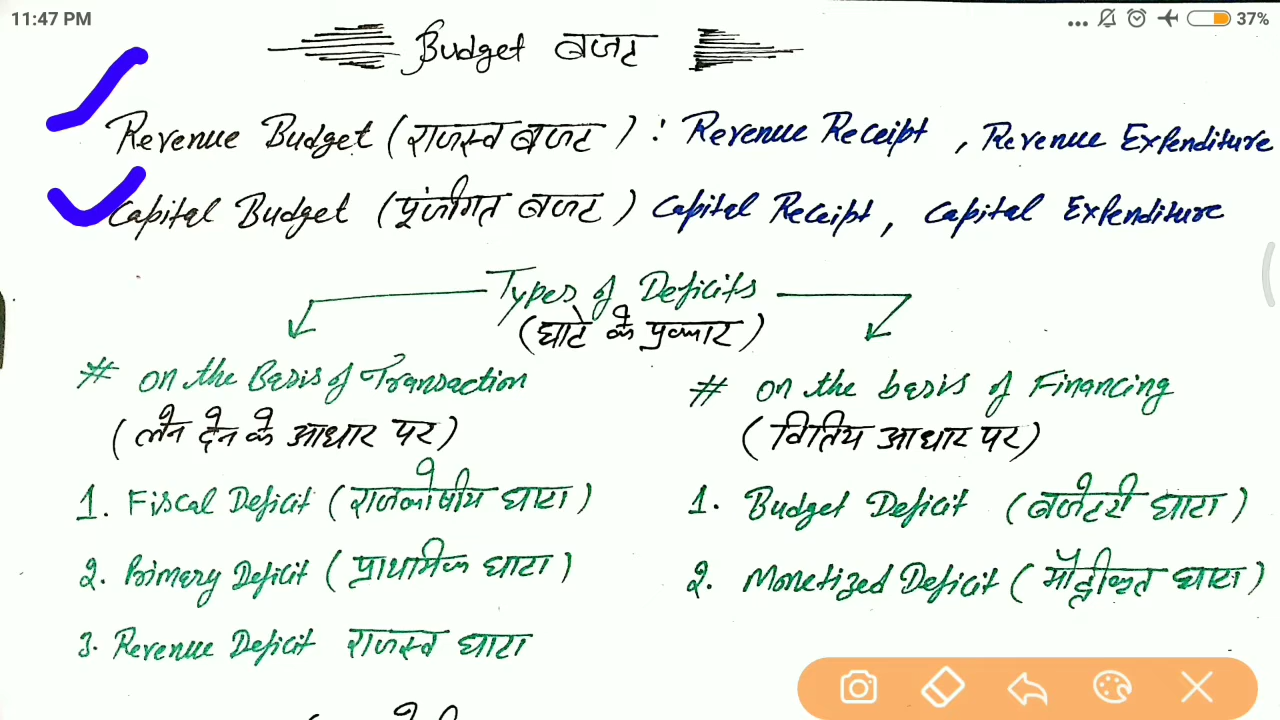 11:47 PM ... 37%
Budget बजट
Revenue Budget (राजस्व बजट) : Revenue Receipt , Revenue Expenditure
Capital Budget (पूंजीगत बजट) Capital Receipt , Capital Expenditure
Types of Deficits
(घाटे के प्रकार)
# on the Basis of Transaction
(लेन देन के आधार पर)
1. Fiscal Deficit (राजकोषीय घाटा)
2. Primary Deficit (प्राथमिक घाटा)
3. Revenue Deficit राजस्व घाटा
# on the basis of Financing
(वित्तिय आधार पर)
1. Budget Deficit (बजेटरी घाटा)
2. Monetized Deficit (मौद्रीकृत घाटा)